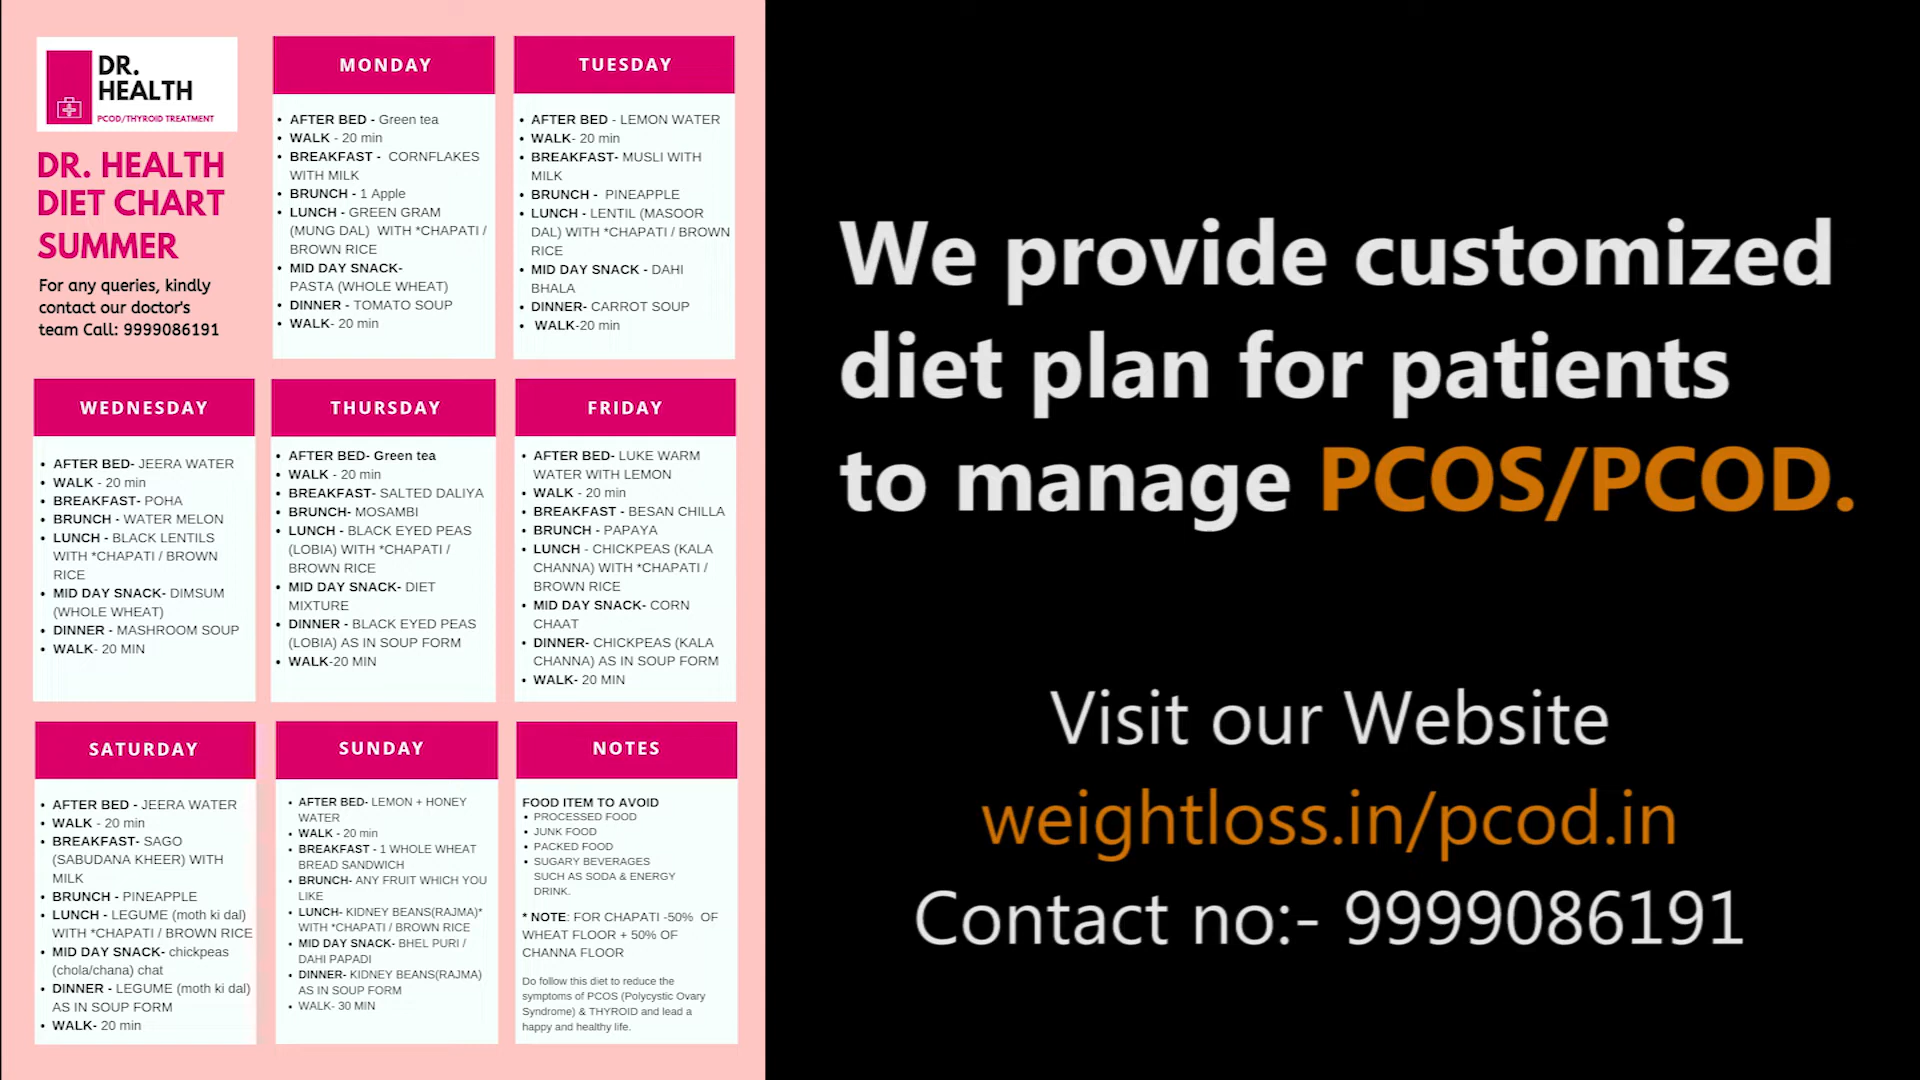 DR.
HEALTH
PCOD/THYROID TREATMENT
DR. HEALTH
DIET CHART
SUMMER
For any queries, kindly
contact our doctor's
team Call: 9999086191
MONDAY
• AFTER BED - Green tea
• WALK - 20 min
• BREAKFAST - CORNFLAKES
WITH MILK
• BRUNCH - 1 Apple
• LUNCH - GREEN GRAM
(MUNG DAL) WITH *CHAPATI /
BROWN RICE
• MID DAY SNACK-
PASTA (WHOLE WHEAT)
• DINNER - TOMATO SOUP
• WALK- 20 min
TUESDAY
• AFTER BED - LEMON WATER
• WALK- 20 min
• BREAKFAST- MUSLI WITH
MILK
• BRUNCH - PINEAPPLE
• LUNCH - LENTIL (MASOOR
DAL) WITH *CHAPATI / BROWN
RICE
• MID DAY SNACK - DAHI
BHALA
• DINNER- CARROT SOUP
• WALK-20 min
WEDNESDAY
• AFTER BED- JEERA WATER
• WALK - 20 min
• BREAKFAST- POHA
• BRUNCH - WATER MELON
• LUNCH - BLACK LENTILS
WITH *CHAPATI / BROWN
RICE
• MID DAY SNACK- DIMSUM
(WHOLE WHEAT)
• DINNER - MASHROOM SOUP
• WALK- 20 MIN
THURSDAY
• AFTER BED- Green tea
• WALK - 20 min
• BREAKFAST- SALTED DALIYA
• BRUNCH- MOSAMBI
• LUNCH - BLACK EYED PEAS
(LOBIA) WITH *CHAPATI /
BROWN RICE
• MID DAY SNACK- DIET
MIXTURE
• DINNER - BLACK EYED PEAS
(LOBIA) AS IN SOUP FORM
• WALK-20 MIN
FRIDAY
• AFTER BED- LUKE WARM
WATER WITH LEMON
• WALK - 20 min
• BREAKFAST - BESAN CHILLA
• BRUNCH - PAPAYA
• LUNCH - CHICKPEAS (KALA
CHANNA) WITH *CHAPATI /
BROWN RICE
• MID DAY SNACK- CORN
CHAAT
• DINNER- CHICKPEAS (KALA
CHANNA) AS IN SOUP FORM
• WALK- 20 MIN
SATURDAY
• AFTER BED - JEERA WATER
• WALK - 20 min
• BREAKFAST- SAGO
(SABUDANA KHEER) WITH
MILK
• BRUNCH - PINEAPPLE
• LUNCH - LEGUME (moth ki dal)
WITH *CHAPATI / BROWN RICE
• MID DAY SNACK- chickpeas
(chola/chana) chat
• DINNER - LEGUME (moth ki dal)
AS IN SOUP FORM
• WALK- 20 min
SUNDAY
• AFTER BED- LEMON + HONEY
WATER
• WALK - 20 min
• BREAKFAST - 1 WHOLE WHEAT
BREAD SANDWICH
• BRUNCH- ANY FRUIT WHICH YOU
LIKE
• LUNCH- KIDNEY BEANS(RAJMA)*
WITH *CHAPATI / BROWN RICE
• MID DAY SNACK- BHEL PURI /
DAHI PAPADI
• DINNER- KIDNEY BEANS(RAJMA)
AS IN SOUP FORM
• WALK- 30 MIN
NOTES
FOOD ITEM TO AVOID
• PROCESSED FOOD
• JUNK FOOD
• PACKED FOOD
• SUGARY BEVERAGES
SUCH AS SODA & ENERGY
DRINK.
* NOTE: FOR CHAPATI -50% OF
WHEAT FLOOR + 50% OF
CHANNA FLOOR
Do follow this diet to reduce the
symptoms of PCOS (Polycystic Ovary
Syndrome) & THYROID and lead a
happy and healthy life.
We provide customized
diet plan for patients
to manage PCOS/PCOD.
Visit our Website
weightloss.in/pcod.in
Contact no:- 9999086191